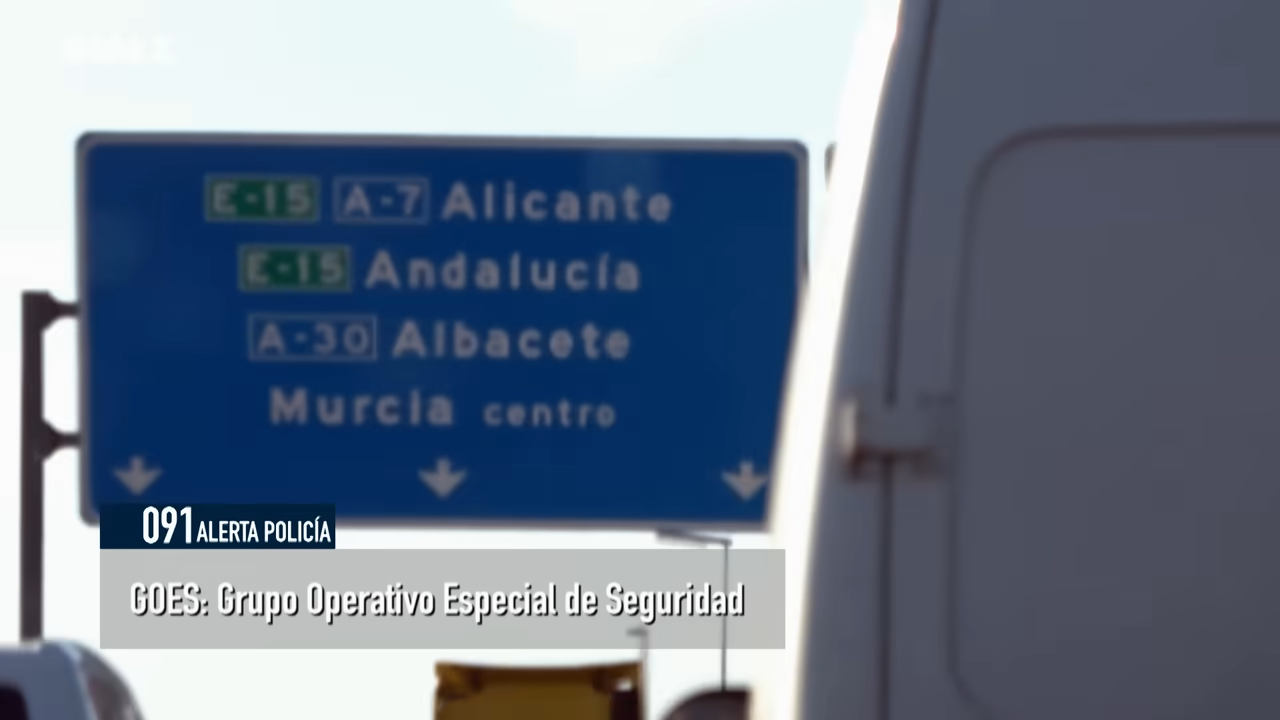 E-15 A-7 Alicante
E-15 Andalucía
A-30 Albacete
Murcia centro
091 ALERTA POLICÍA
GOES: Grupo Operativo Especial de Seguridad